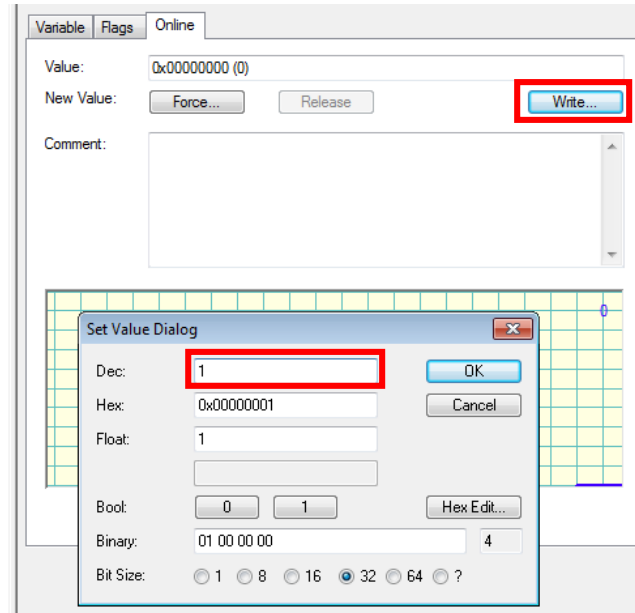 Variable Flags Online
Value: 0x00000000 (0)
New Value: Force... Release Write...
Comment:
0
Set Value Dialog
Dec: 1 OK
Hex: 0x00000001 Cancel
Float: 1
Bool: 0 1 Hex Edit...
Binary: 01 00 00 00 4
Bit Size: 1 8 16 32 64 ?